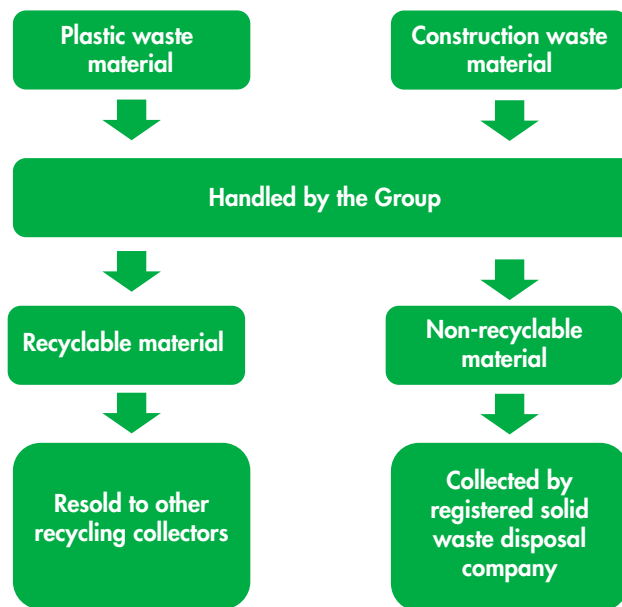 Plastic waste
material
Construction waste
material
Handled by the Group
Recyclable material
Non-recyclable
material
Resold to other
recycling collectors
Collected by
registered solid
waste disposal
company